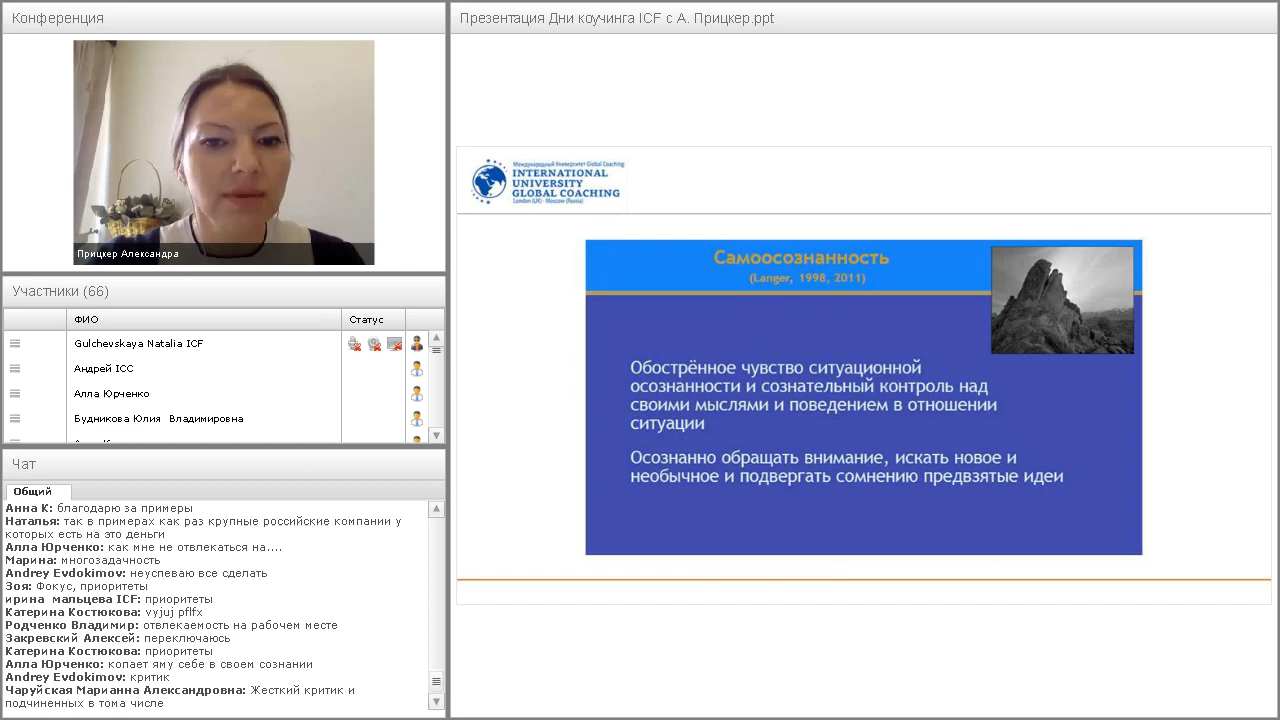 Конференция
Прицкер Александра
Участники (66)
ФИО
Статус
Gulchevskaya Natalia ICF
Андрей ICC
Алла Юрченко
Будникова Юлия Владимировна
Чат
Общий
Анна К: благодарю за примеры
Наталья: так в примерах как раз крупные российские компании у
которых есть на это деньги
Алла Юрченко: как мне не отвлекаться на....
Марина: многозадачность
Andrey Evdokimov: неуспеваю все сделать
Зоя: Фокус, приоритеты
ирина мальцева ICF: приоритеты
Катерина Костюкова: vyjuj pflfx
Родченко Владимир: отвлекаемость на рабочем месте
Закревский Алексей: переключаюсь
Катерина Костюкова: приоритеты
Алла Юрченко: копает яму себе в своем сознании
Andrey Evdokimov: критик
Чаруйская Марианна Александровна: Жесткий критик и
подчиненных в тома числе
Презентация Дни коучинга ICF с А. Прицкер.ppt
Международный Университет Global Coaching
INTERNATIONAL
UNIVERSITY
GLOBAL COACHING
London (UK) - Moscow (Russia)
Самоосознанность
(Langer, 1998, 2011)
Обострённое чувство ситуационной
осознанности и сознательный контроль над
своими мыслями и поведением в отношении
ситуации
Осознанно обращать внимание, искать новое и
необычное и подвергать сомнению предвзятые идеи